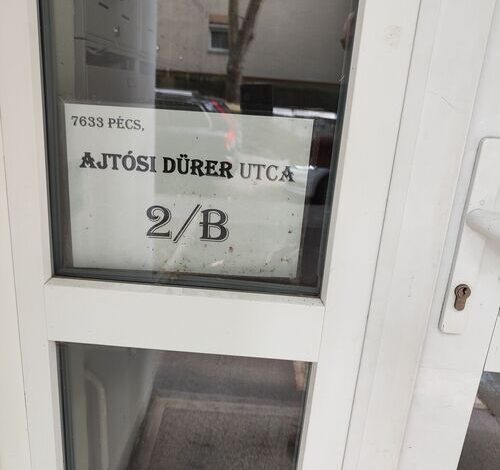 7633 PÉCS,
AJTÓSI DÜRER UTCA
2/B